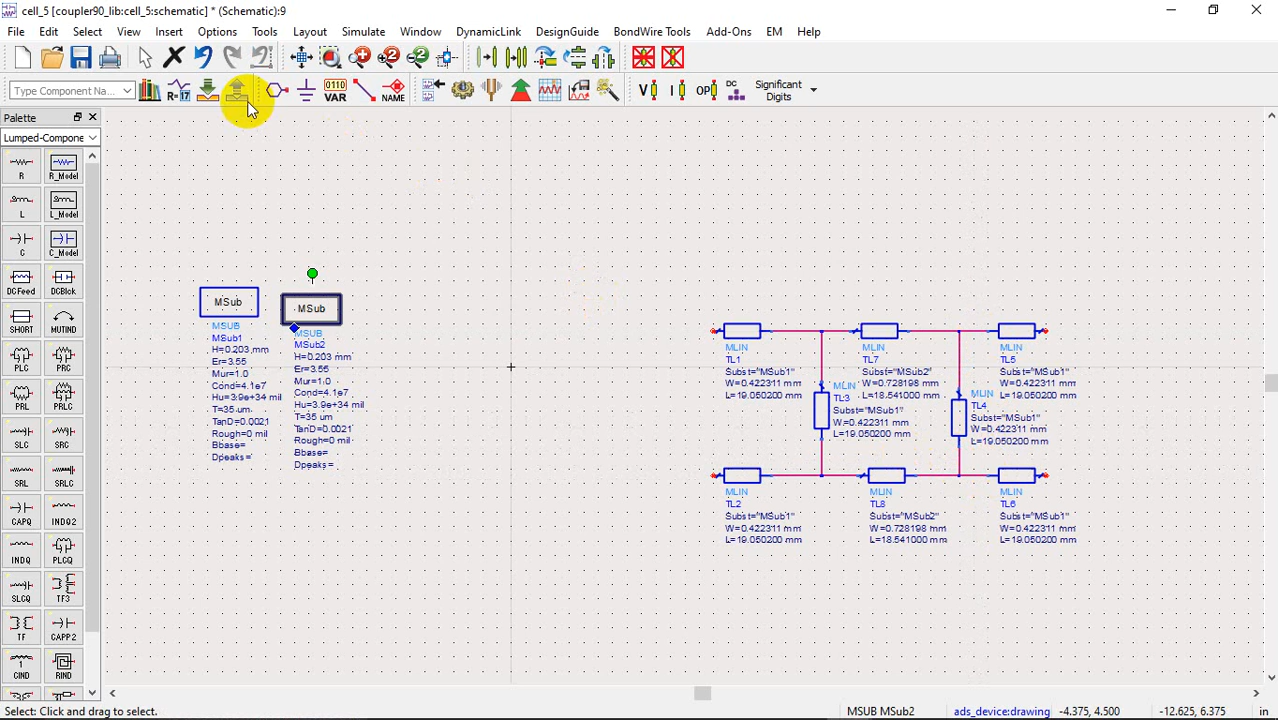 cell_5 [coupler90_lib:cell_5:schematic] * (Schematic):9
File Edit Select View Insert Options Tools Layout Simulate Window DynamicLink DesignGuide BondWire Tools Add-Ons EM Help
Type Component Na...
R=17
0110
VAR
NAME
V
I
OP
DC
Significant
Digits
Palette
Lumped-Compone
R
R_Model
L
L_Model
C
C_Model
DCFeed
DCBlck
SHORT
MUTIND
PLC
PRC
PRL
PRLC
SLC
SRC
SRL
SRLC
CAPQ
INDQ2
INDQ
PLCQ
SLCQ
TF3
TF
CAPP2
CIND
RIND
MSub
MSUB
MSub1
H=0.203 mm
Er=3.55
Mur=1.0
Cond=4.1e7
Hu=3.9e+34 mil
T=35 um
TanD=0.0021
Rough=0 mil
Bbase=
Dpeaks=
MSub
MSUB
MSub2
H=0.203 mm
Er=3.55
Mur=1.0
Cond=4.1e7
Hu=3.9e+34 mil
T=35 um
TanD=0.0021
Rough=0 mil
Bbase=
Dpeaks=
MLIN
TL1
Subst="MSub1"
W=0.422311 mm
L=19.050200 mm
MLIN
TL7
Subst="MSub2"
W=0.728198 mm
L=18.541000 mm
MLIN
TL5
Subst="MSub1"
W=0.422311 mm
L=19.050200 mm
MLIN
TL3
Subst="MSub1"
W=0.422311 mm
L=19.050200 mm
MLIN
TL4
Subst="MSub1"
W=0.422311 mm
L=19.050200 mm
MLIN
TL2
Subst="MSub1"
W=0.422311 mm
L=19.050200 mm
MLIN
TL8
Subst="MSub2"
W=0.728198 mm
L=18.541000 mm
MLIN
TL6
Subst="MSub1"
W=0.422311 mm
L=19.050200 mm
Select: Click and drag to select.
MSUB MSub2
ads_device:drawing
-4.375, 4.500
-12.625, 6.375
in